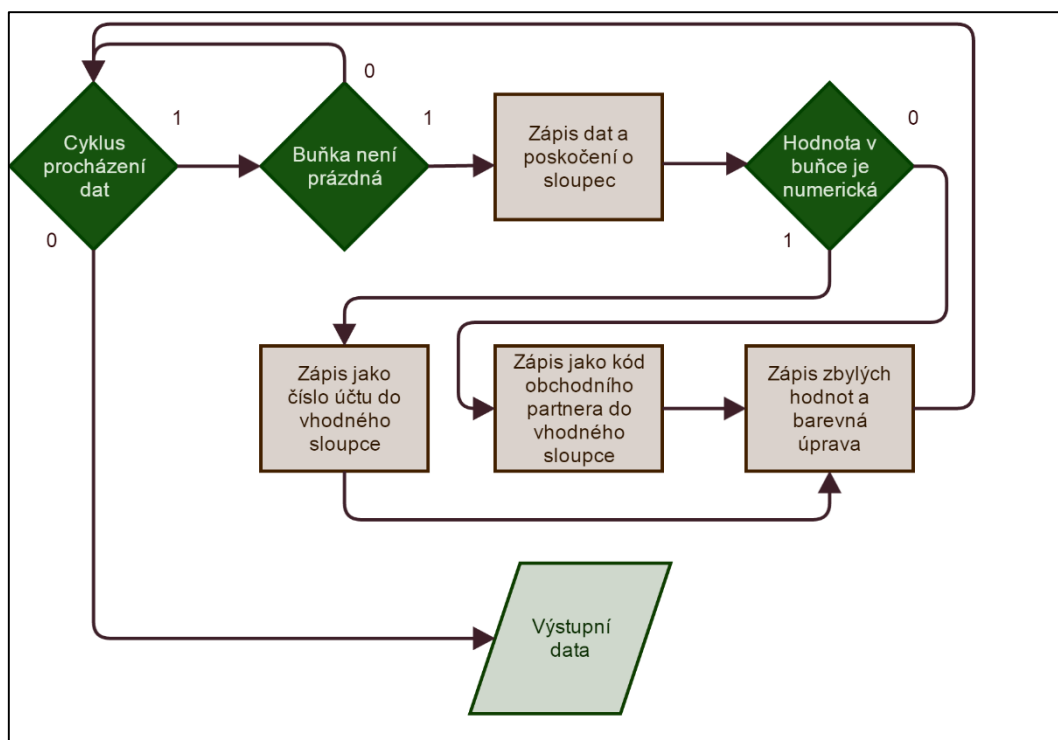 0
1
1
0
Cyklus
procházení
dat
Buňka není
prázdná
Zápis dat a
poskočení o
sloupec
Hodnota v
buňce je
numerická
0
1
Zápis jako
číslo účtu do
vhodného
sloupce
Zápis jako kód
obchodního
partnera do
vhodného
sloupce
Zápis zbylých
hodnot a
barevná
úprava
Výstupní
data